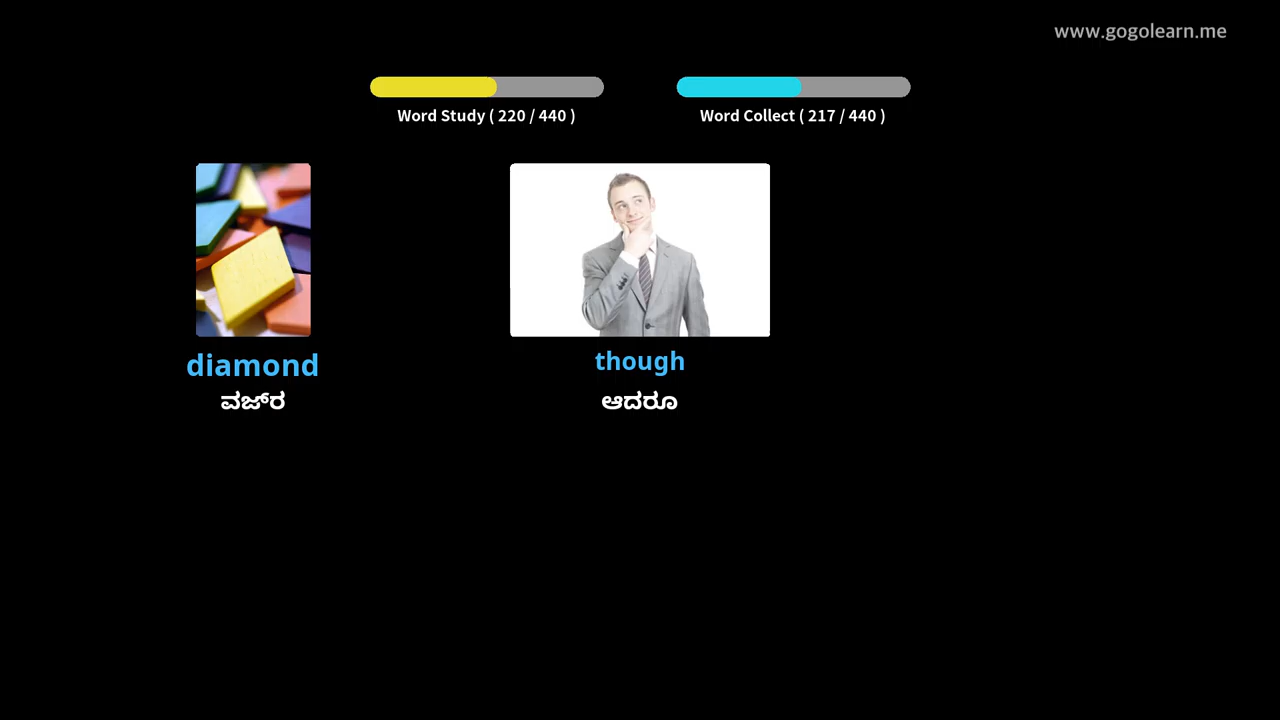 www.gogolearn.me
Word Study ( 220 / 440 )
Word Collect ( 217 / 440 )
diamond
ವಜ್‌ರ
though
ಆದರೂ